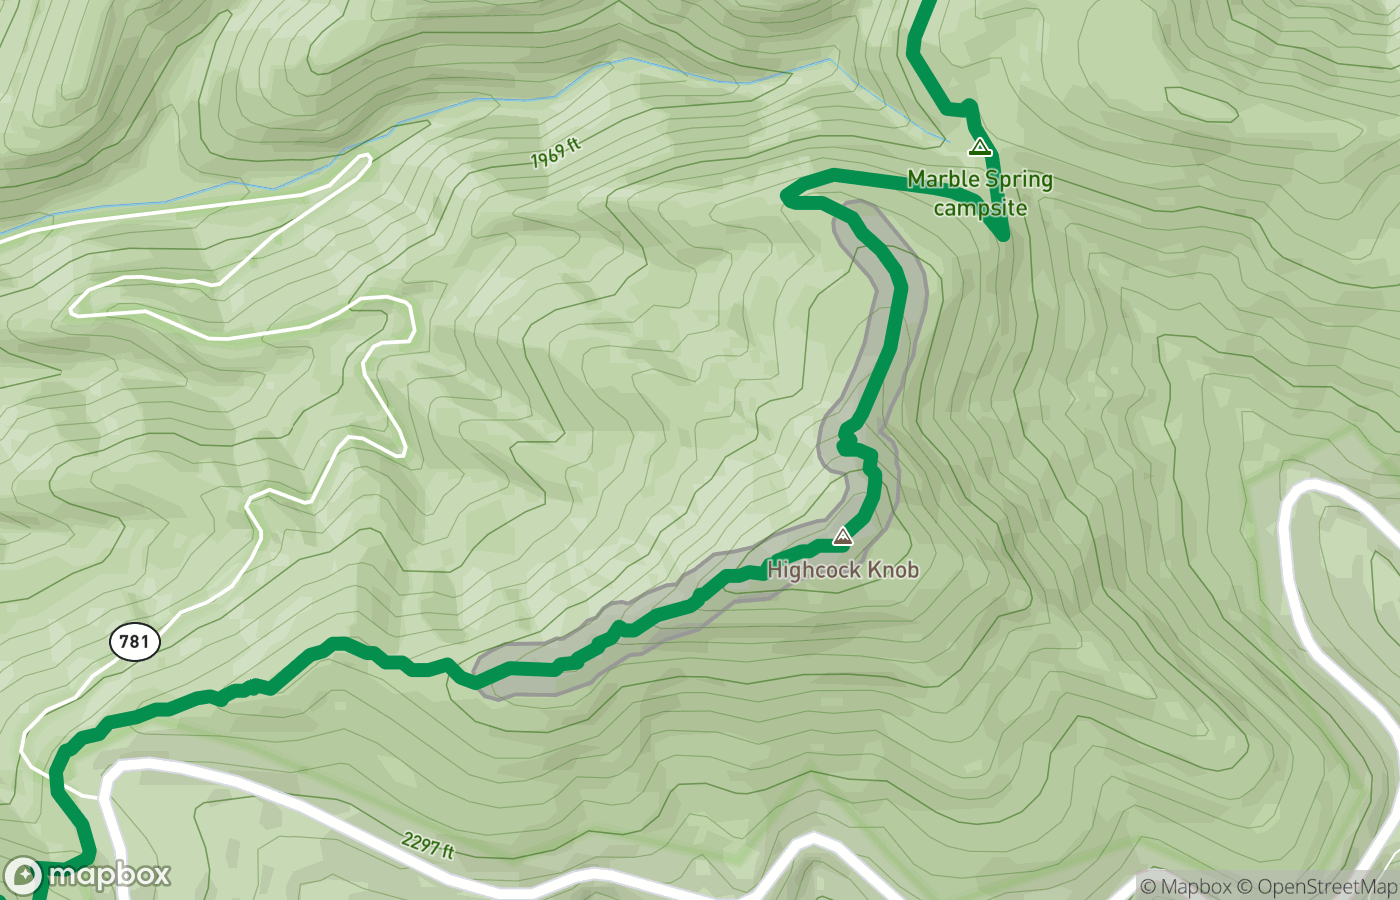 1969 ft
Marble Spring
campsite
Highcock Knob
781
2297 ft
mapbox
© Mapbox © OpenStreetMap